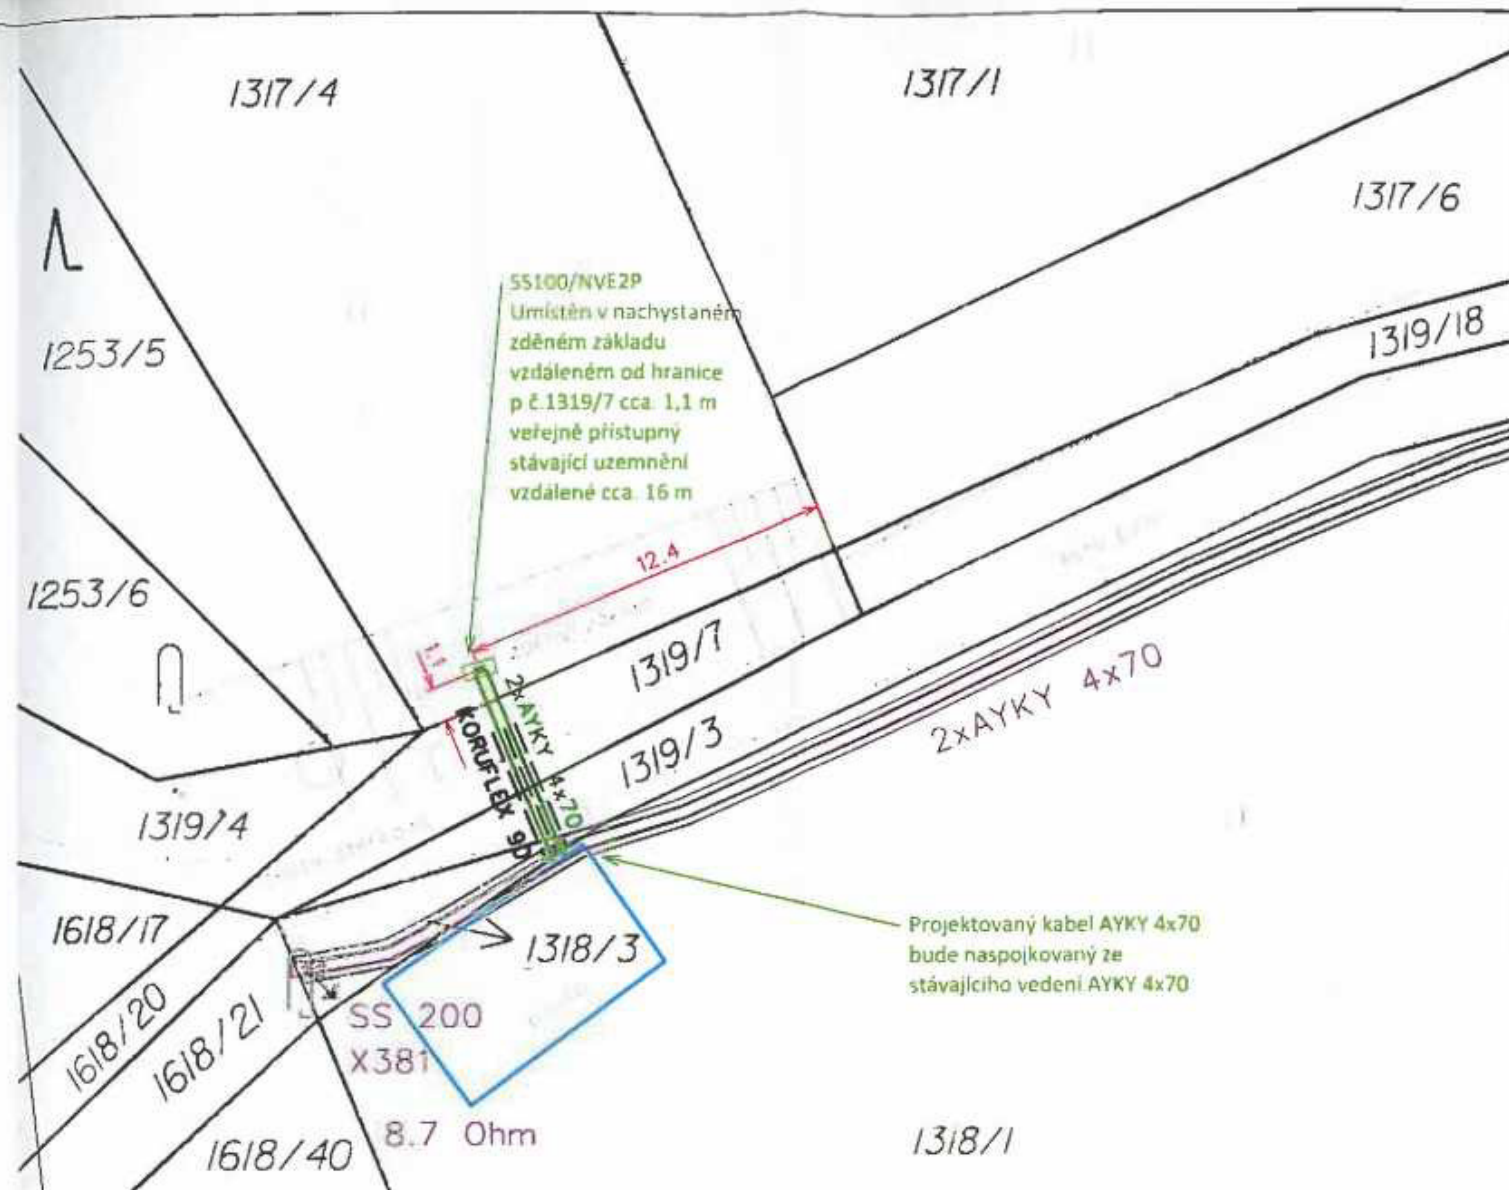 1317/4
1317/1
1317/6
1253/5
SS100/NVE2P
Umístěn v nachystaném
zděném základu
vzdáleném od hranice
p č.1319/7 cca. 1,1 m
veřejně přístupný
stávající uzemnění
vzdálené cca. 16 m
1319/18
12.4
1253/6
1.1
1319/7
2xAYKY 4x70
KORUFLEX 90
1319/3
2xAYKY 4x70
1319/4
Projektovaný kabel AYKY 4x70
bude naspojkovaný ze
stávajícího vedení AYKY 4x70
1618/17
1318/3
SS 200
X381
8.7 Ohm
1618/20
1618/21
1618/40
1318/1